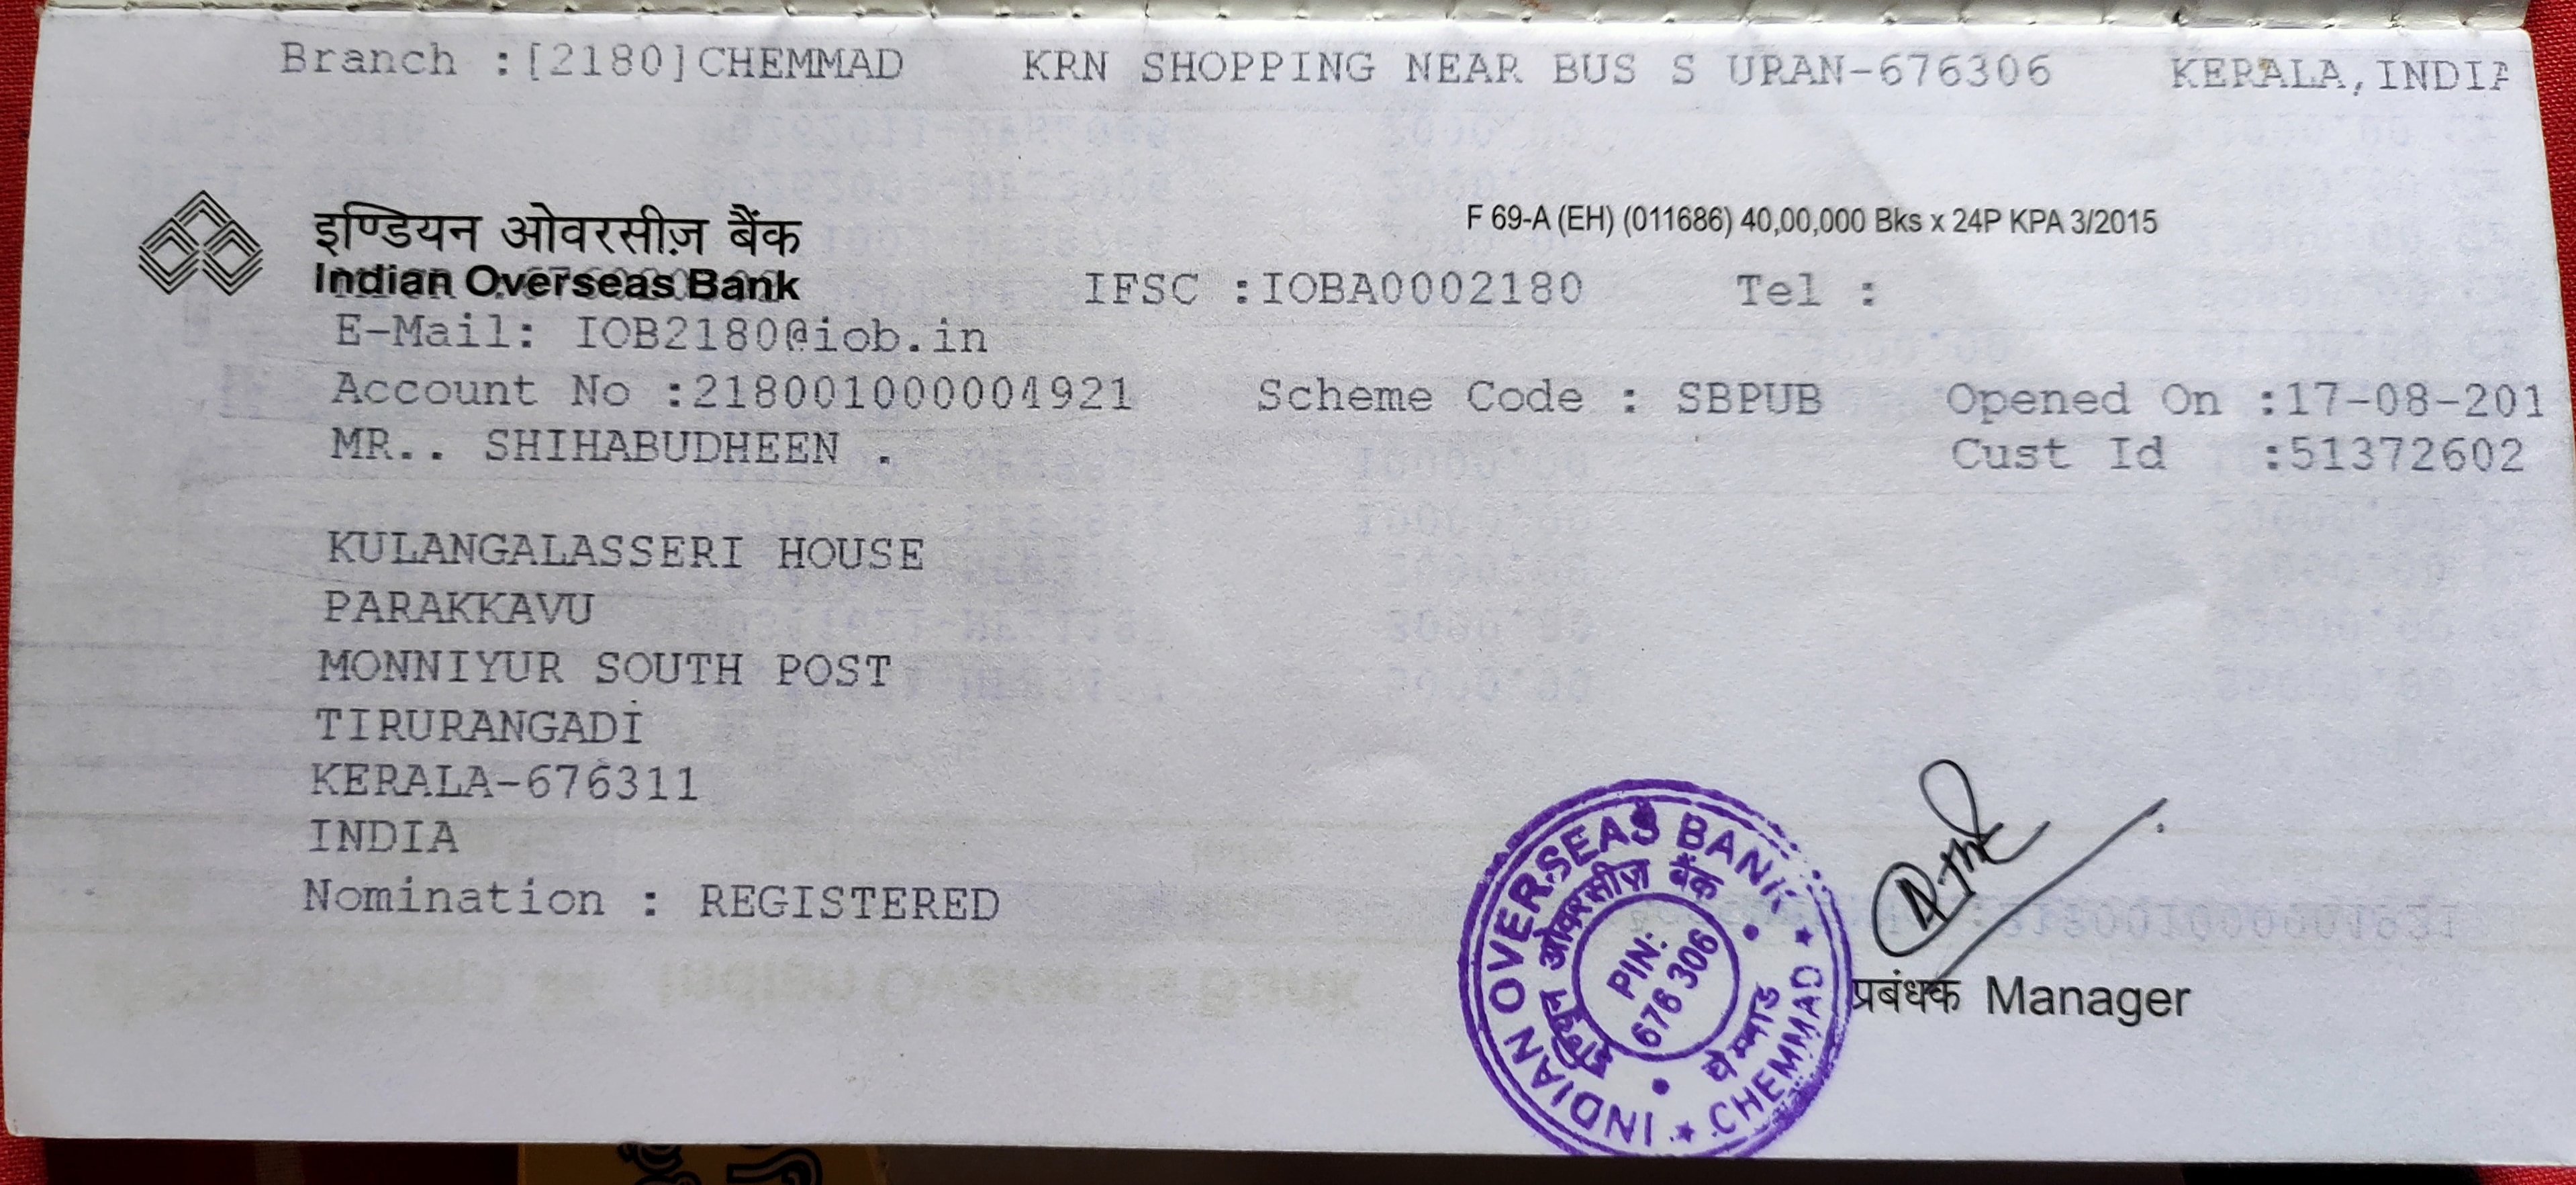 Branch :[2180]CHEMMAD KRN SHOPPING NEAR BUS S URAN-676306 KERALA,INDIA
F 69-A (EH) (011686) 40,00,000 Bks x 24P KPA 3/2015
इण्डियन ओवरसीज़ बैंक
Indian Overseas Bank
IFSC :IOBA0002180 Tel :
E-Mail: IOB2180@iob.in
Account No :218001000004921 Scheme Code : SBPUB Opened On :17-08-201
MR.. SHIHABUDHEEN . Cust Id :51372602
KULANGALASSERI HOUSE
PARAKKAVU
MONNIYUR SOUTH POST
TIRURANGADI
KERALA-676311
INDIA
Nomination : REGISTERED
INDIAN OVERSEAS BANK
इण्डियन ओवरसीज़ बैंक
PIN:
676 306
चेम्माड
★ CHEMMAD ★
प्रबंधक Manager